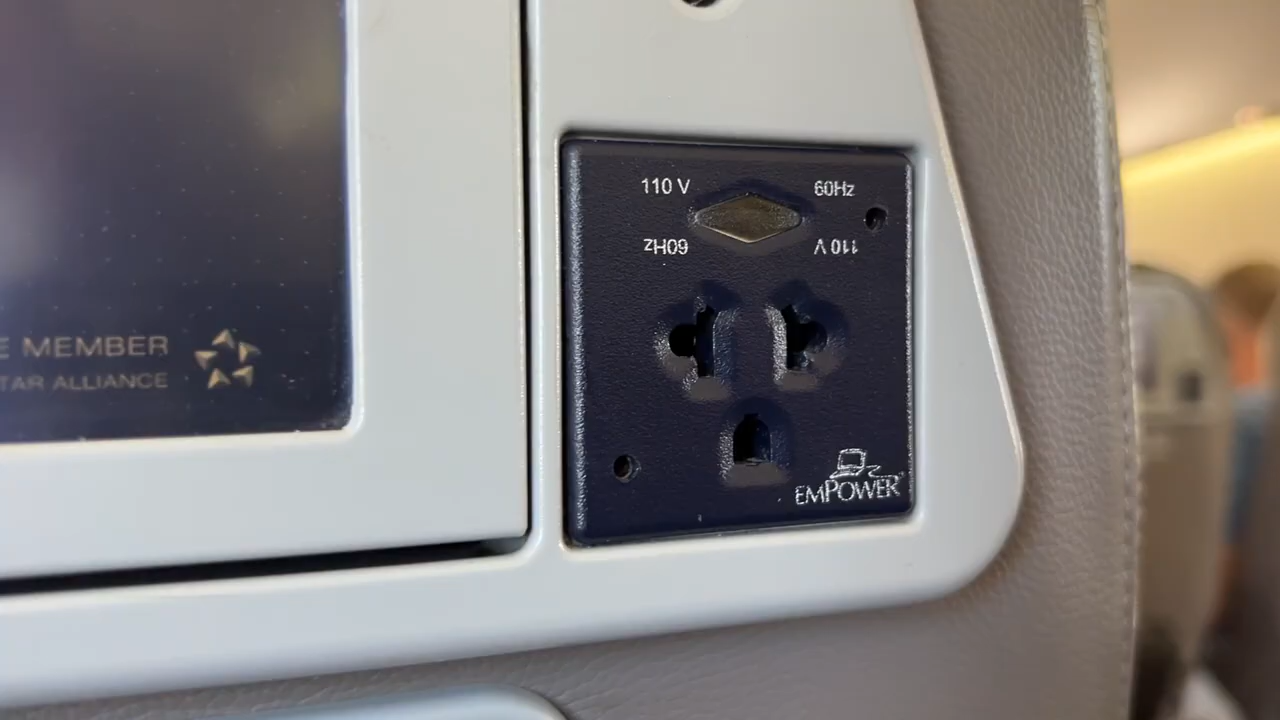 110 V
60Hz
60Hz
110 V
E MEMBER
TAR ALLIANCE
EMPOWER